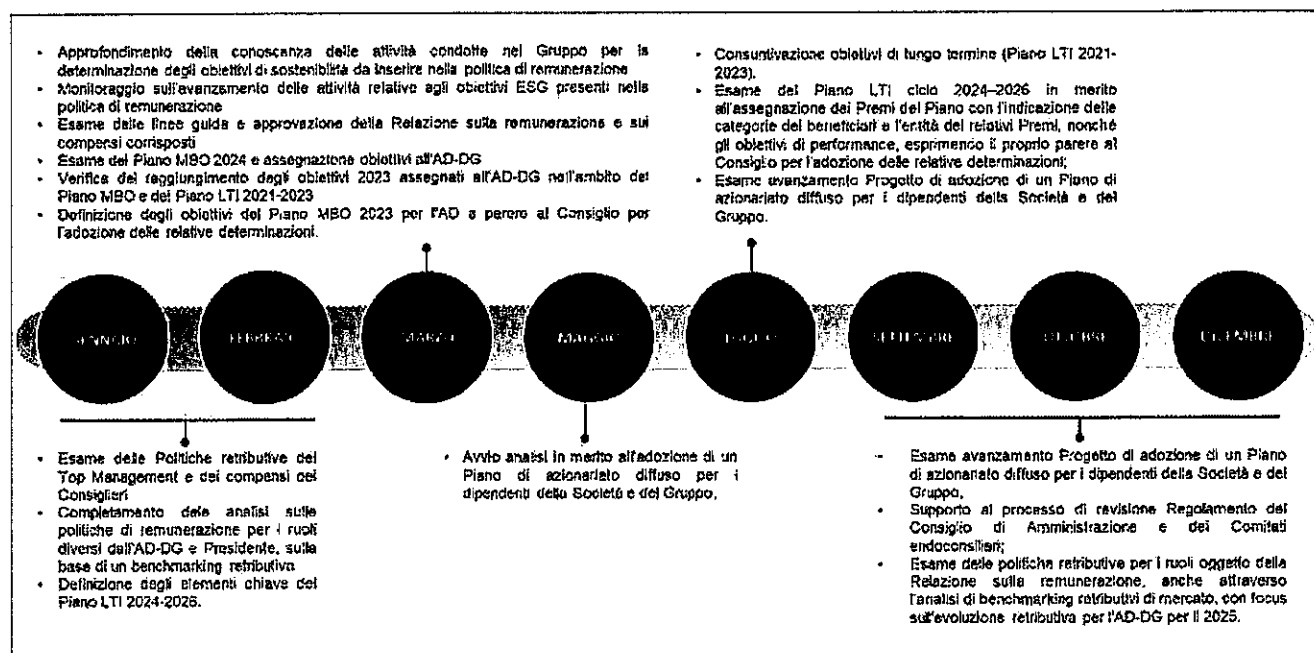 • Approfondimento della conoscenza delle attività condotte nel Gruppo per la
determinazione degli obiettivi di sostenibilità da inserire nella politica di remunerazione
• Monitoraggio sull'avanzamento delle attività relative agli obiettivi ESG presenti nella
politica di remunerazione
• Esame delle linee guida e approvazione della Relazione sulla remunerazione e sui
compensi corrisposti
• Esame del Piano MBO 2024 e assegnazione obiettivi all'AD-DG
• Verifica del raggiungimento degli obiettivi 2023 assegnati all'AD-DG nell'ambito del
Piano MBO e del Piano LTI 2021-2023
• Definizione degli obiettivi del Piano MBO 2023 per l'AD e parere al Consiglio per
l'adozione delle relative determinazioni.
• Consuntivazione obiettivi di lungo termine (Piano LTI 2021-
2023).
• Esame del Piano LTI ciclo 2024–2026 in merito
all'assegnazione dei Premi del Piano con l'indicazione delle
categorie dei beneficiari e l'entità dei relativi Premi, nonché
gli obiettivi di performance, esprimendo il proprio parere al
Consiglio per l'adozione delle relative determinazioni;
• Esame avanzamento Progetto di adozione di un Piano di
azionariato diffuso per i dipendenti della Società e del
Gruppo.
GENNAIO
FEBBRAIO
MARZO
MAGGIO
LUGLIO
SETTEMBRE
OTTOBRE
DICEMBRE
• Esame delle Politiche retributive del
Top Management e dei compensi dei
Consiglieri
• Completamento delle analisi sulle
politiche di remunerazione per i ruoli
diversi dall'AD-DG e Presidente, sulla
base di un benchmarking retributivo
• Definizione degli elementi chiave del
Piano LTI 2024-2026.
• Avvio analisi in merito all'adozione di un
Piano di azionariato diffuso per i
dipendenti della Società e del Gruppo,
- Esame avanzamento Progetto di adozione di un Piano
di azionariato diffuso per i dipendenti della Società e del
Gruppo,
• Supporto al processo di revisione Regolamento del
Consiglio di Amministrazione e dei Comitati
endoconsiliari;
• Esame delle politiche retributive per i ruoli oggetto della
Relazione sulla remunerazione, anche attraverso
l'analisi di benchmarking retributivi di mercato, con focus
sull'evoluzione retributiva per l'AD-DG per il 2025.